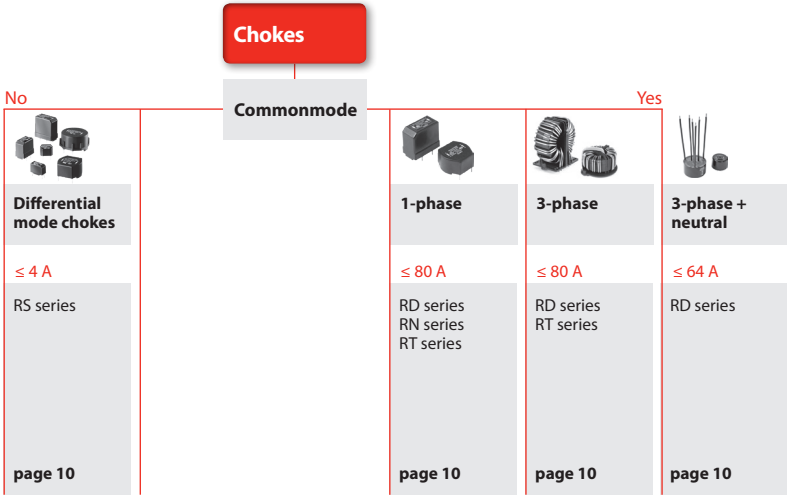 Chokes
Commonmode
No
Yes
Differential
mode chokes
≤ 4 A
RS series
page 10
1-phase
≤ 80 A
RD series
RN series
RT series
page 10
3-phase
≤ 80 A
RD series
RT series
page 10
3-phase +
neutral
≤ 64 A
RD series
page 10